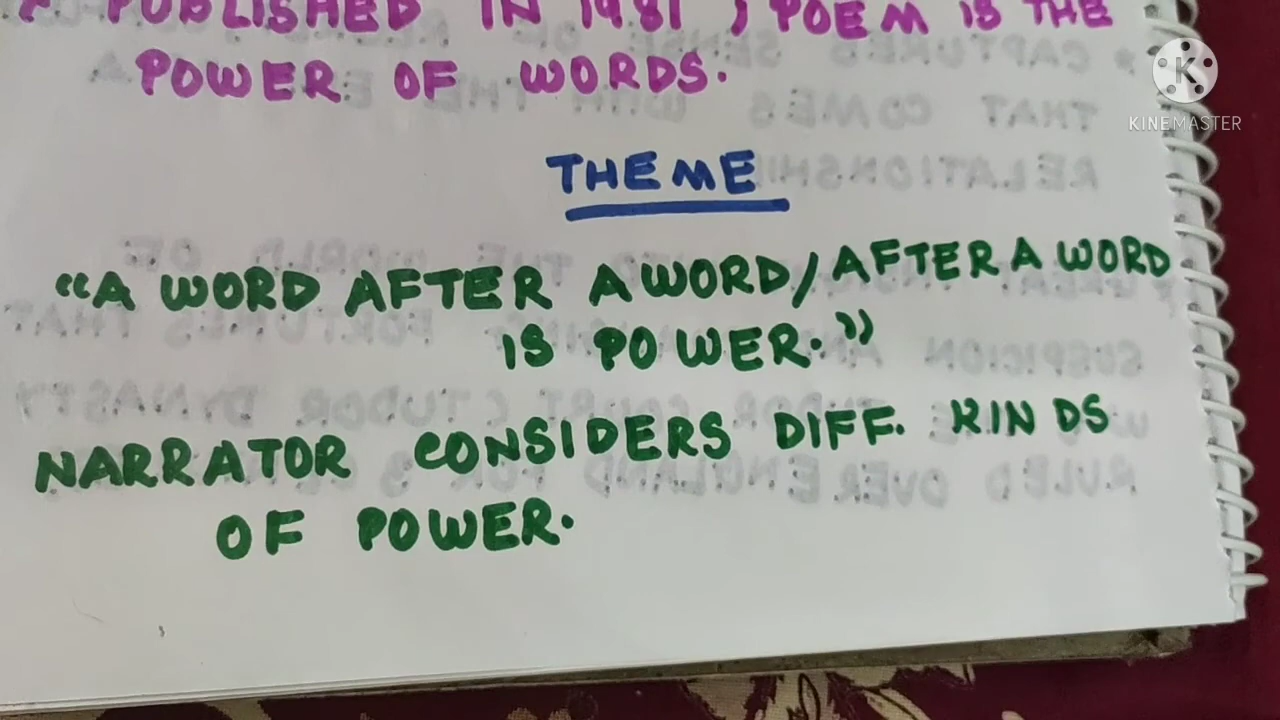 PUBLISHED IN 1981, POEM IS THE
POWER OF WORDS.
KINEMASTER
THEME
"A WORD AFTER A WORD/AFTER A WORD
IS POWER."
NARRATOR CONSIDERS DIFF. KINDS
OF POWER.